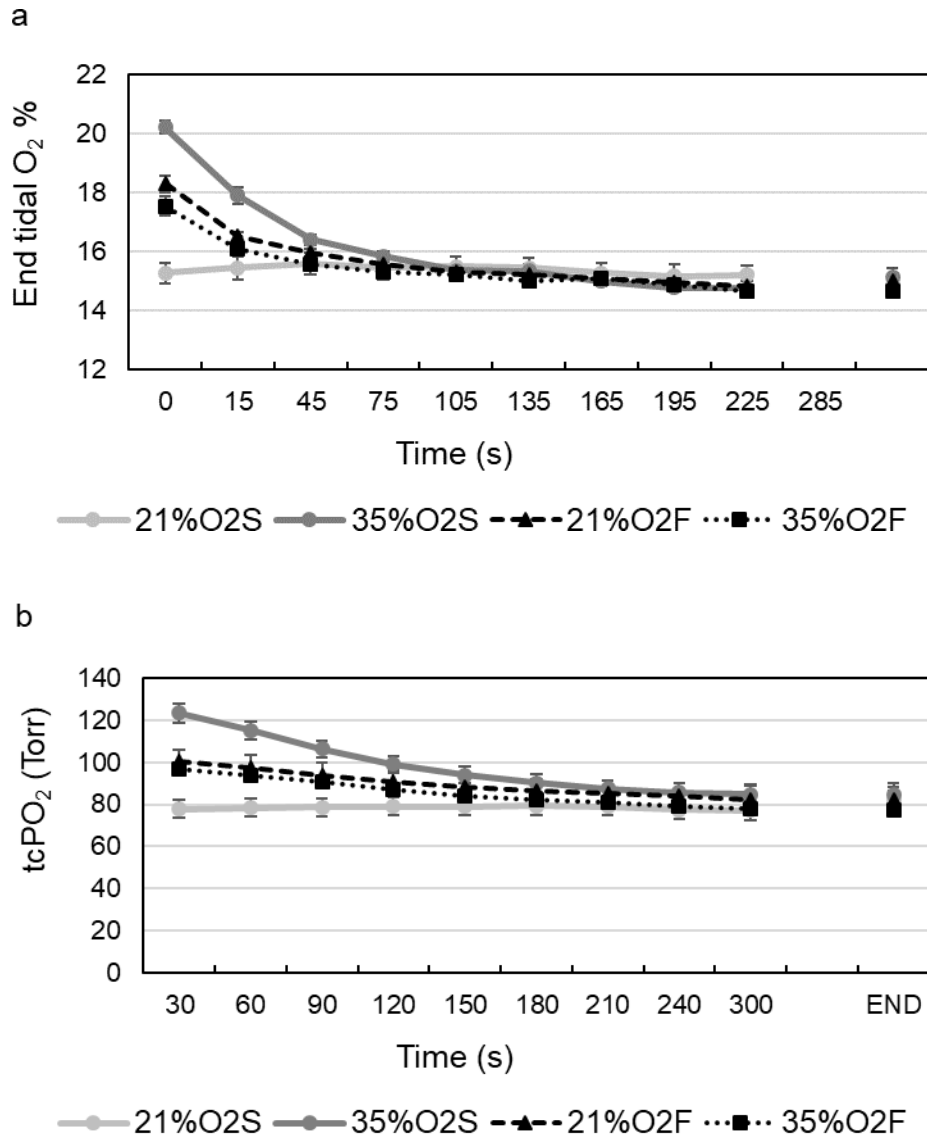 a
22
20
18
16
14
12
End tidal O₂ %
0 15 45 75 105 135 165 195 225 285
Time (s)
21%O2S 35%O2S 21%O2F 35%O2F
b
140
120
100
80
60
40
20
0
tcPO₂ (Torr)
30 60 90 120 150 180 210 240 300 END
Time (s)
21%O2S 35%O2S 21%O2F 35%O2F